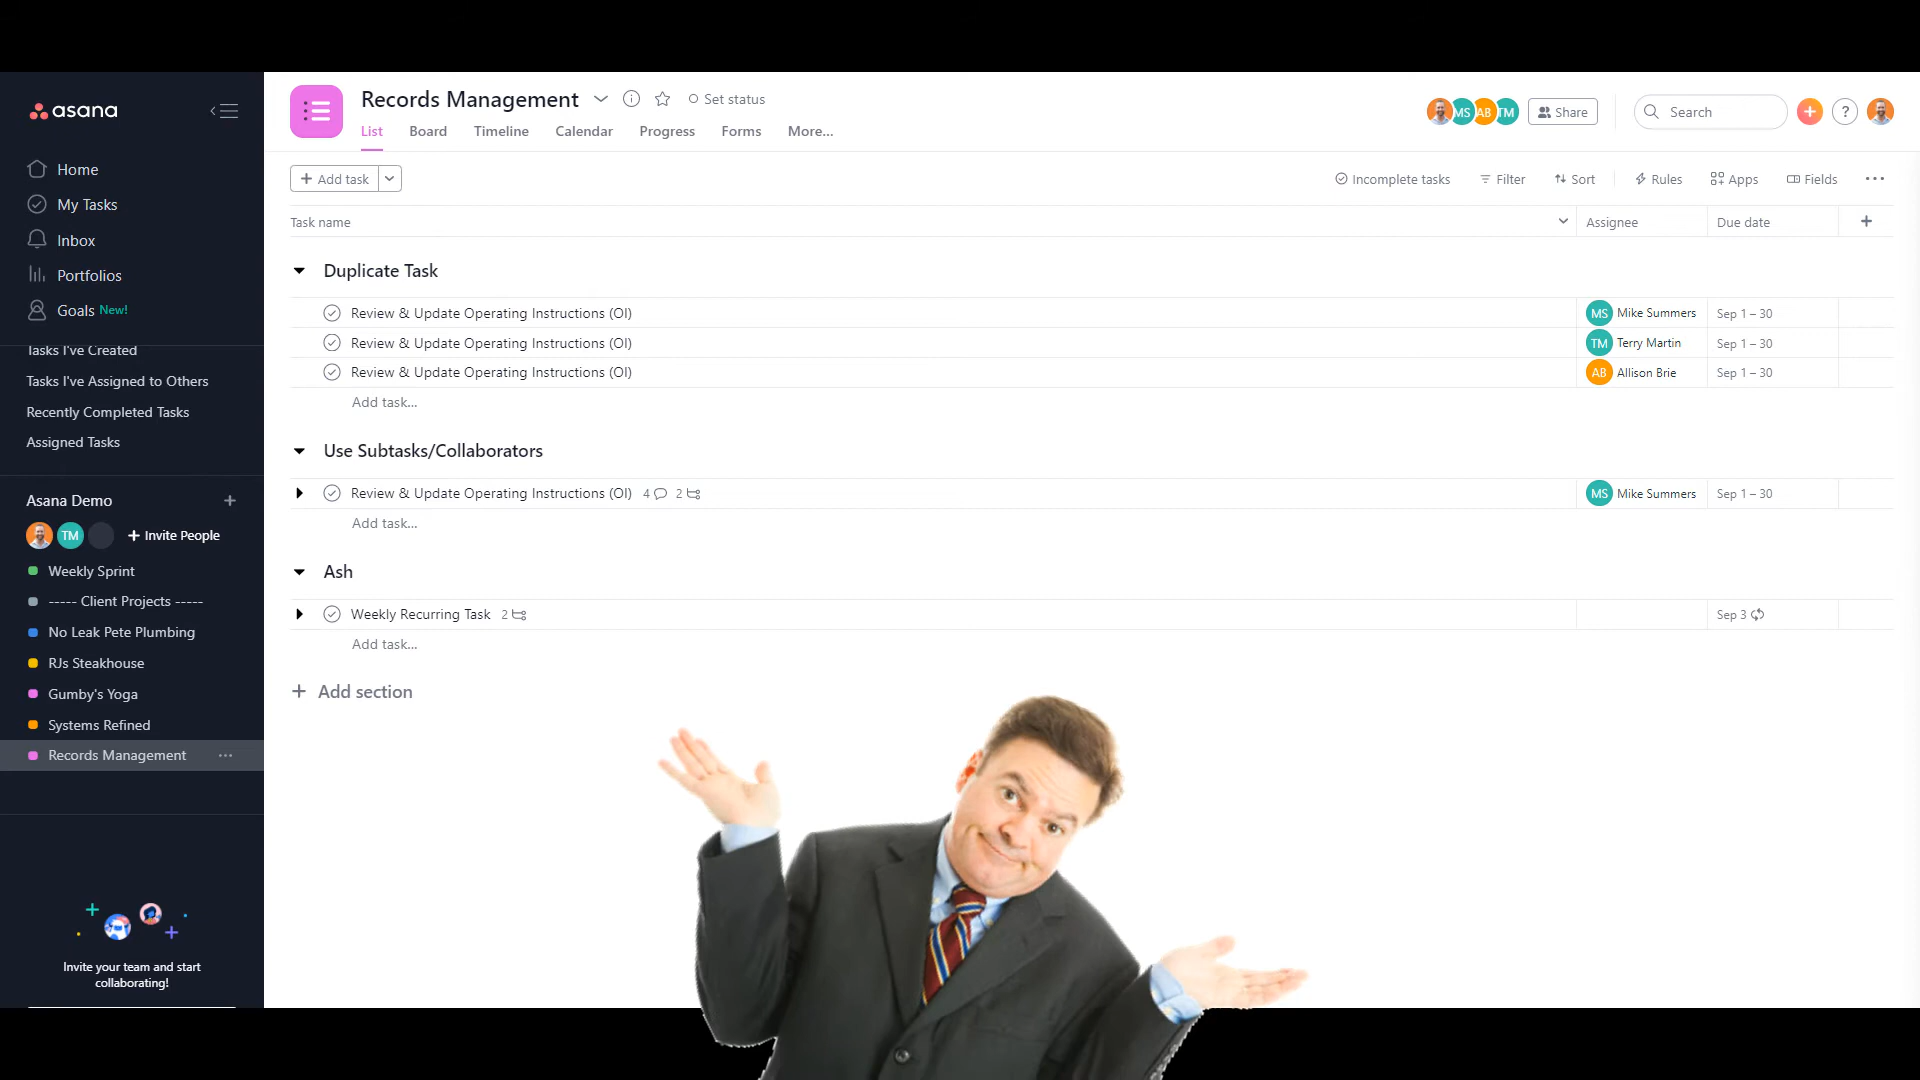 asana
Home
My Tasks
Inbox
Portfolios
Goals New!
Tasks I've Created
Tasks I've Assigned to Others
Recently Completed Tasks
Assigned Tasks
Asana Demo
TM
Invite People
Weekly Sprint
----- Client Projects -----
No Leak Pete Plumbing
RJs Steakhouse
Gumby's Yoga
Systems Refined
Records Management
Invite your team and start
collaborating!
Records Management
Set status
List Board Timeline Calendar Progress Forms More...
MS AB TM
Share
Search
?
+ Add task
Incomplete tasks Filter Sort Rules Apps Fields
Task name Assignee Due date
Duplicate Task
Review & Update Operating Instructions (OI) MS Mike Summers Sep 1 – 30
Review & Update Operating Instructions (OI) TM Terry Martin Sep 1 – 30
Review & Update Operating Instructions (OI) AB Allison Brie Sep 1 – 30
Add task...
Use Subtasks/Collaborators
Review & Update Operating Instructions (OI) 4 2 MS Mike Summers Sep 1 – 30
Add task...
Ash
Weekly Recurring Task 2 Sep 3
Add task...
+ Add section